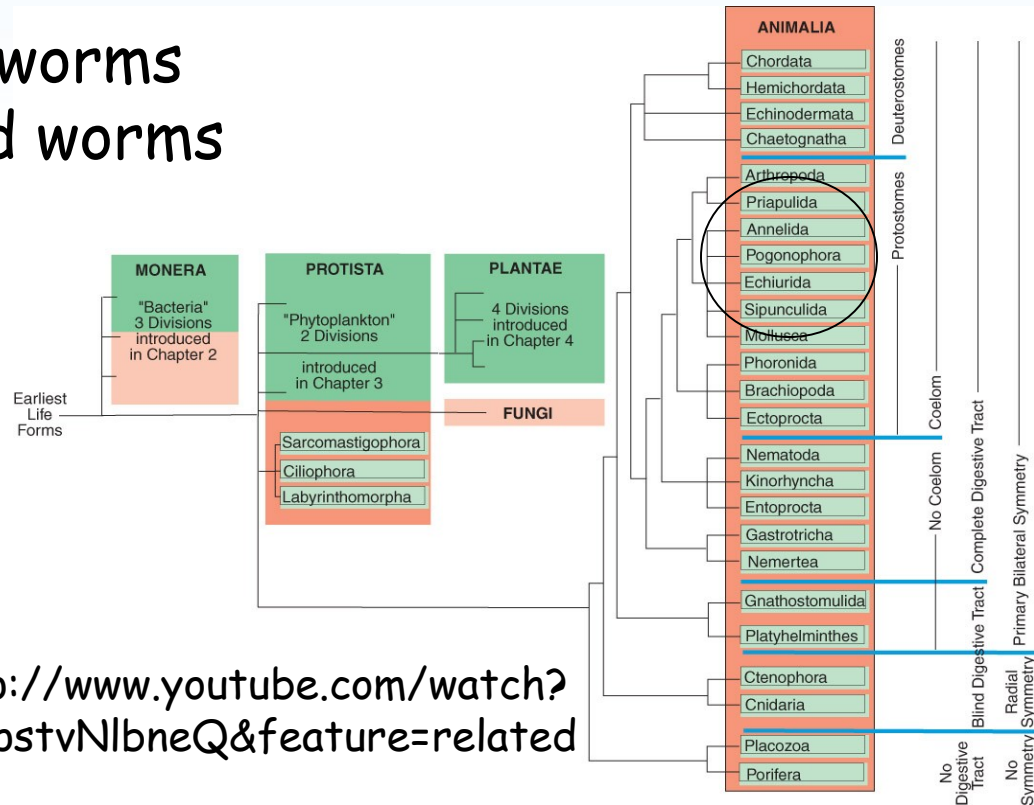 worms
d worms
MONERA
"Bacteria"
3 Divisions
introduced
in Chapter 2
PROTISTA
"Phytoplankton"
2 Divisions
introduced
in Chapter 3
Sarcomastigophora
Ciliophora
Labyrinthomorpha
PLANTAE
4 Divisions
introduced
in Chapter 4
FUNGI
Earliest
Life
Forms
ANIMALIA
Chordata
Hemichordata
Echinodermata
Chaetognatha
Arthropoda
Priapulida
Annelida
Pogonophora
Echiurida
Sipunculida
Mollusca
Phoronida
Brachiopoda
Ectoprocta
Nematoda
Kinorhyncha
Entoprocta
Gastrotricha
Nemertea
Gnathostomulida
Platyhelminthes
Ctenophora
Cnidaria
Placozoa
Porifera
Deuterostomes
Protostomes
Coelom
No Coelom
Complete Digestive Tract
Blind Digestive Tract
No
Digestive
Tract
Primary Bilateral Symmetry
Radial
Symmetry
No
Symmetry
p://www.youtube.com/watch?
bstvNlbneQ&feature=related